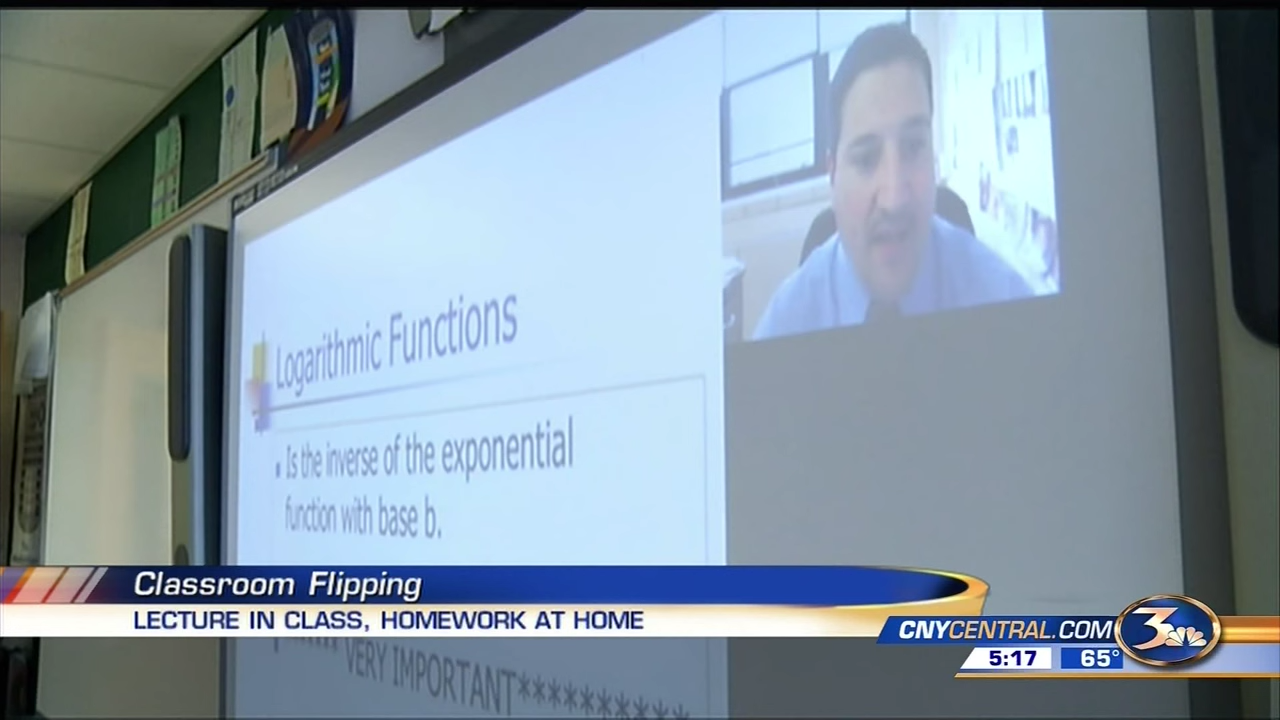 Logarithmic Functions
Is the inverse of the exponential
function with base b.
Classroom Flipping
LECTURE IN CLASS, HOMEWORK AT HOME
VERY IMPORTANT**********
CNYCENTRAL.COM
3
5:17 65°